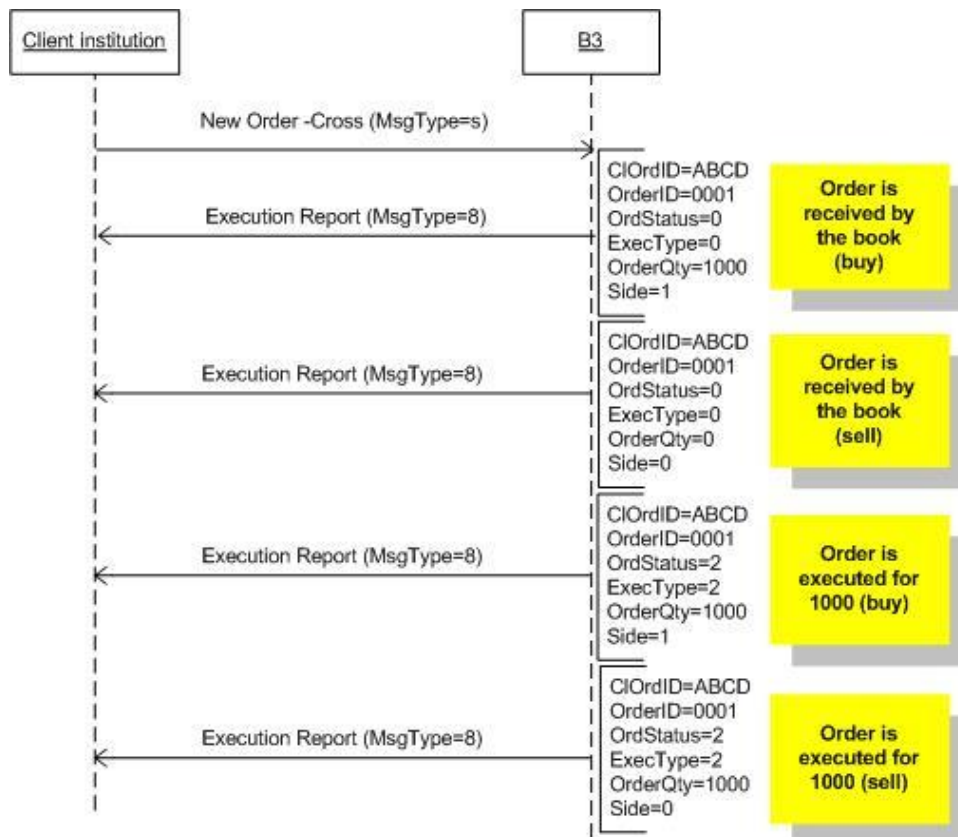 Client institution
B3
New Order -Cross (MsgType=s)
ClOrdID=ABCD
OrderID=0001
OrdStatus=0
ExecType=0
OrderQty=1000
Side=1
Execution Report (MsgType=8)
Order is
received by
the book
(buy)
ClOrdID=ABCD
OrderID=0001
OrdStatus=0
ExecType=0
OrderQty=0
Side=0
Execution Report (MsgType=8)
Order is
received by
the book
(sell)
ClOrdID=ABCD
OrderID=0001
OrdStatus=2
ExecType=2
OrderQty=1000
Side=1
Execution Report (MsgType=8)
Order is
executed for
1000 (buy)
ClOrdID=ABCD
OrderID=0001
OrdStatus=2
ExecType=2
OrderQty=1000
Side=0
Execution Report (MsgType=8)
Order is
executed for
1000 (sell)